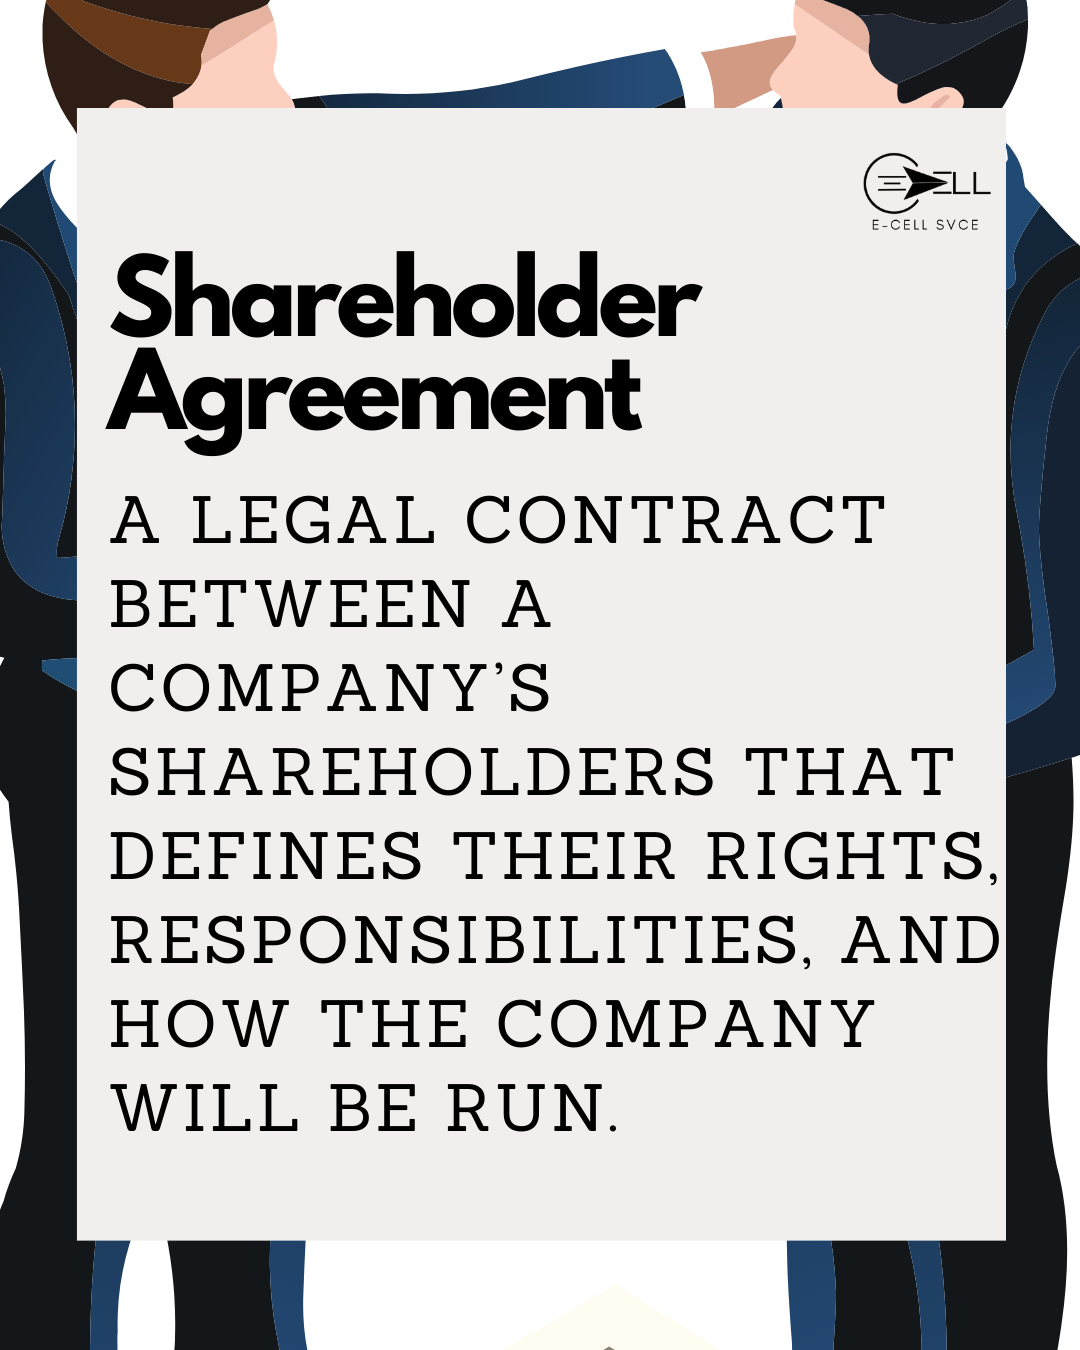 ELL
E-CELL SVCE
Shareholder
Agreement
A LEGAL CONTRACT
BETWEEN A
COMPANY’S
SHAREHOLDERS THAT
DEFINES THEIR RIGHTS,
RESPONSIBILITIES, AND
HOW THE COMPANY
WILL BE RUN.